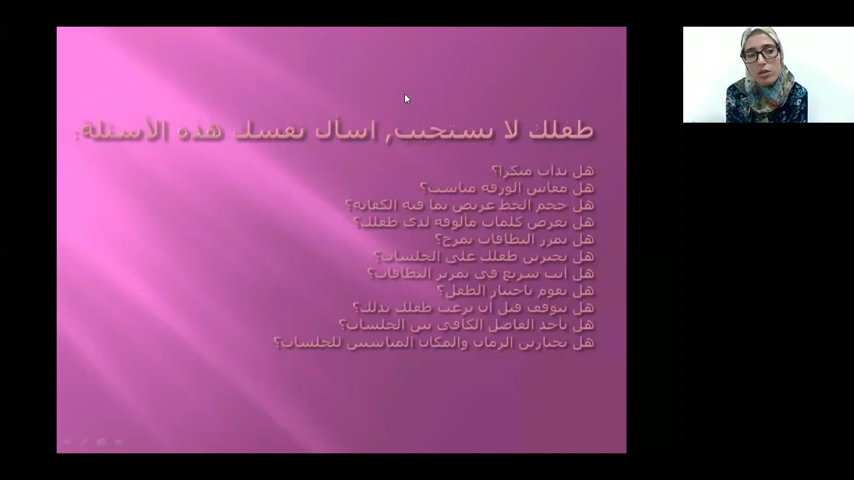 طفلك لا يستجيب, اسأل نفسك هذه الأسئلة:
هل بدأت مبكرا؟
هل مقاس الورقة مناسب؟
هل حجم الخط عريض بما فيه الكفاية؟
هل تعرض كلمات مألوفة لدى طفلك؟
هل تمرر البطاقات بمرح؟
هل تجبرين طفلك على الجلسات؟
هل أنت سريع في تمرير البطاقات؟
هل تقوم باختبار الطفل؟
هل تتوقف قبل أن يرغب طفلك بذلك؟
هل تأخذ الفاصل الكافي بين الجلسات؟
هل تختارين الزمان والمكان المناسبين للجلسات؟